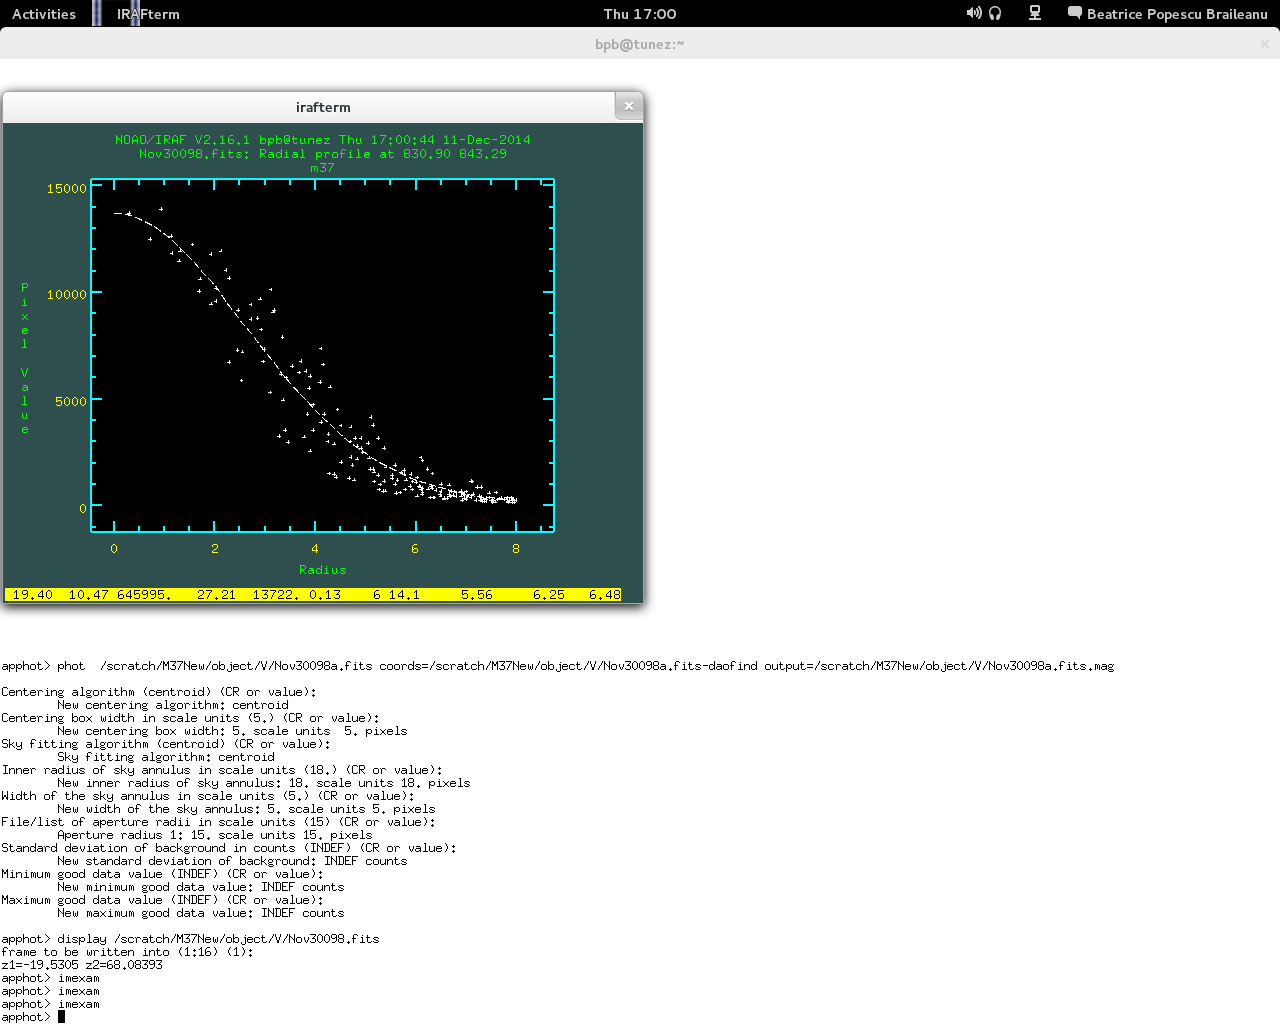 Activities IRAFterm Thu 17:00 Beatrice Popescu Braileanu
bpb@tunez:~
irafterm
NOAO/IRAF V2.16.1 bpb@tunez Thu 17:00:44 11-Dec-2014
Nov30098.fits: Radial profile at 830.90 843.29
m37
15000
10000
5000
0
Pixel Value
0 2 4 6 8
Radius
19.40 10.47 645995. 27.21 13722. 0.13 6 14.1 5.56 6.25 6.48
apphot> phot /scratch/M37New/object/V/Nov30098a.fits coords=/scratch/M37New/object/V/Nov30098a.fits-daofind output=/scratch/M37New/object/V/Nov30098a.fits.mag
Centering algorithm (centroid) (CR or value):
New centering algorithm: centroid
Centering box width in scale units (5.) (CR or value):
New centering box width: 5. scale units 5. pixels
Sky fitting algorithm (centroid) (CR or value):
Sky fitting algorithm: centroid
Inner radius of sky annulus in scale units (18.) (CR or value):
New inner radius of sky annulus: 18. scale units 18. pixels
Width of the sky annulus in scale units (5.) (CR or value):
New width of the sky annulus: 5. scale units 5. pixels
File/list of aperture radii in scale units (15) (CR or value):
Aperture radius 1: 15. scale units 15. pixels
Standard deviation of background in counts (INDEF) (CR or value):
New standard deviation of background: INDEF counts
Minimum good data value (INDEF) (CR or value):
New minimum good data value: INDEF counts
Maximum good data value (INDEF) (CR or value):
New maximum good data value: INDEF counts
apphot> display /scratch/M37New/object/V/Nov30098.fits
frame to be written into (1:16) (1):
z1=-19.5305 z2=68.08393
apphot> imexam
apphot> imexam
apphot> imexam
apphot>